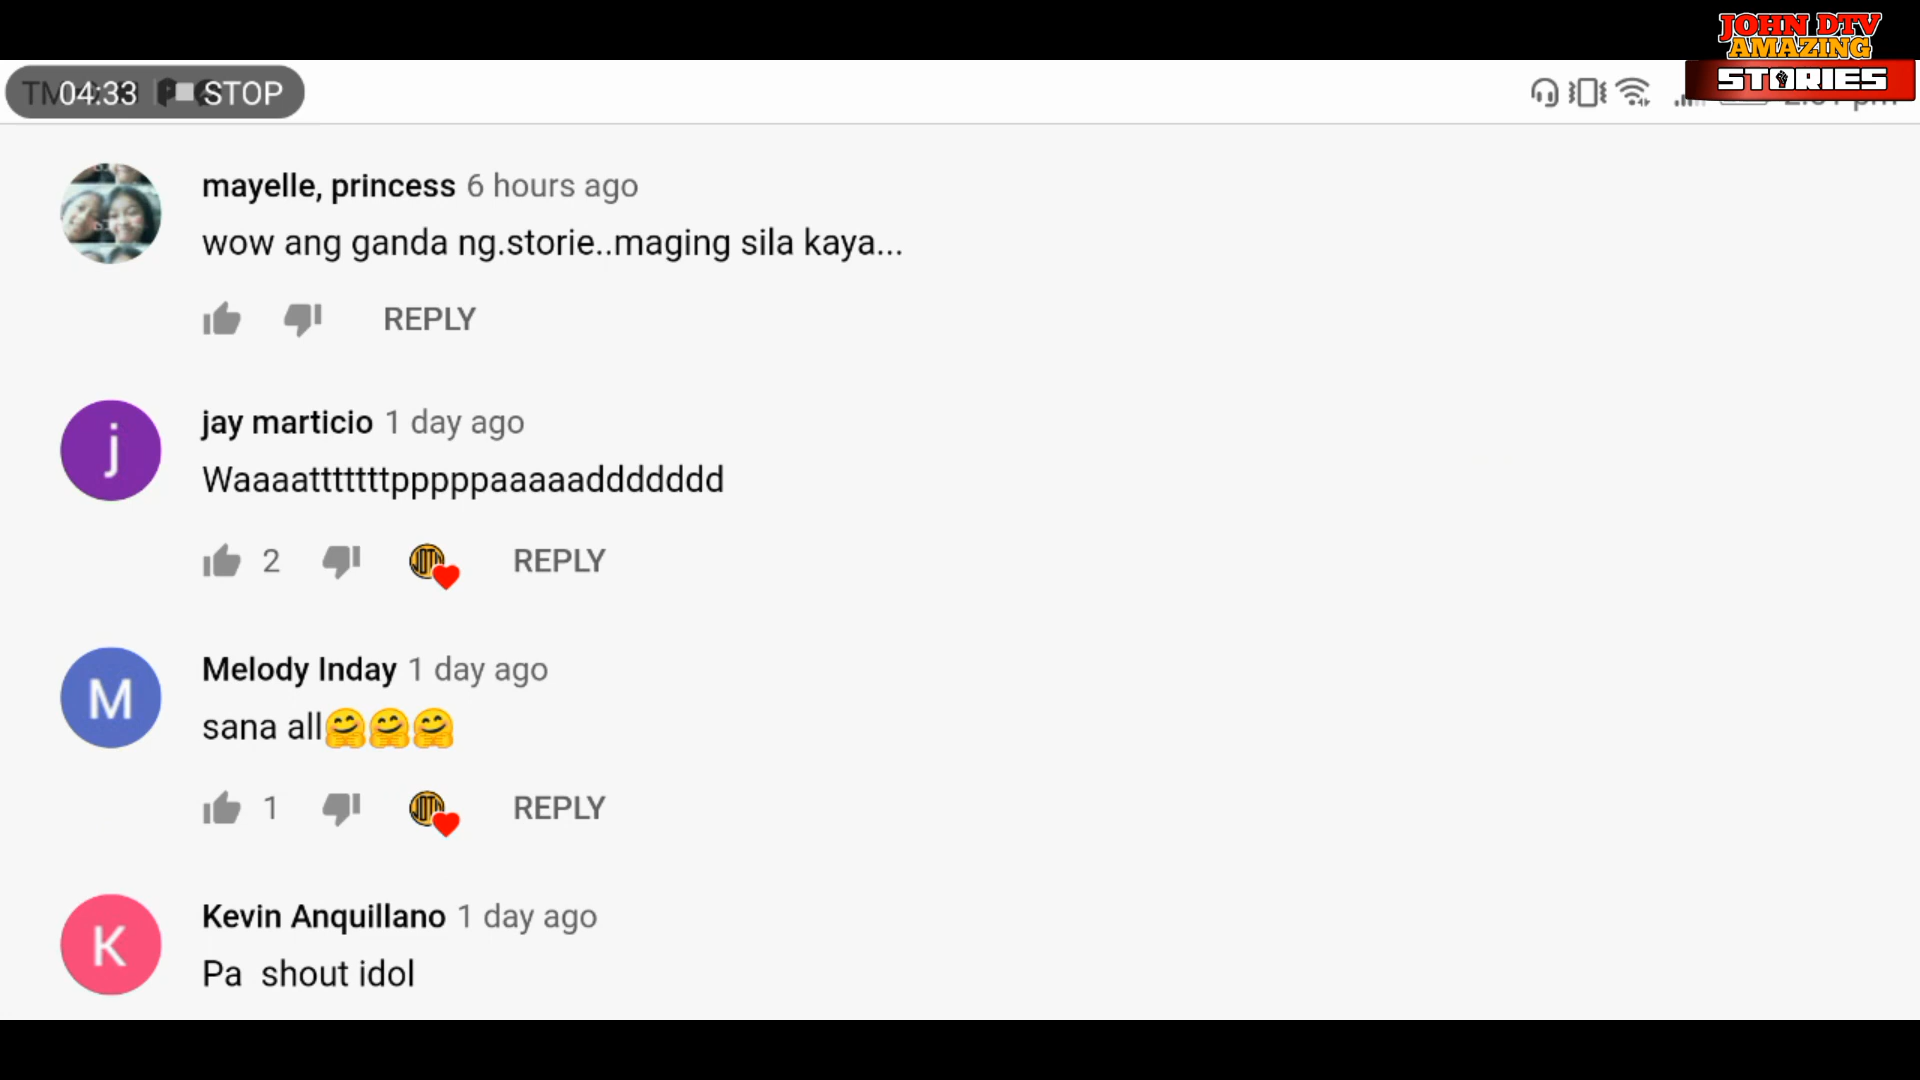 JOHN DTV
AMAZING
STORIES
04:33 STOP
mayelle, princess 6 hours ago
wow ang ganda ng.storie..maging sila kaya...
REPLY
jay marticio 1 day ago
Waaaatttttttpppppaaaaaddddddd
2 REPLY
Melody Inday 1 day ago
sana all🤗🤗🤗
1 REPLY
Kevin Anquillano 1 day ago
Pa  shout idol